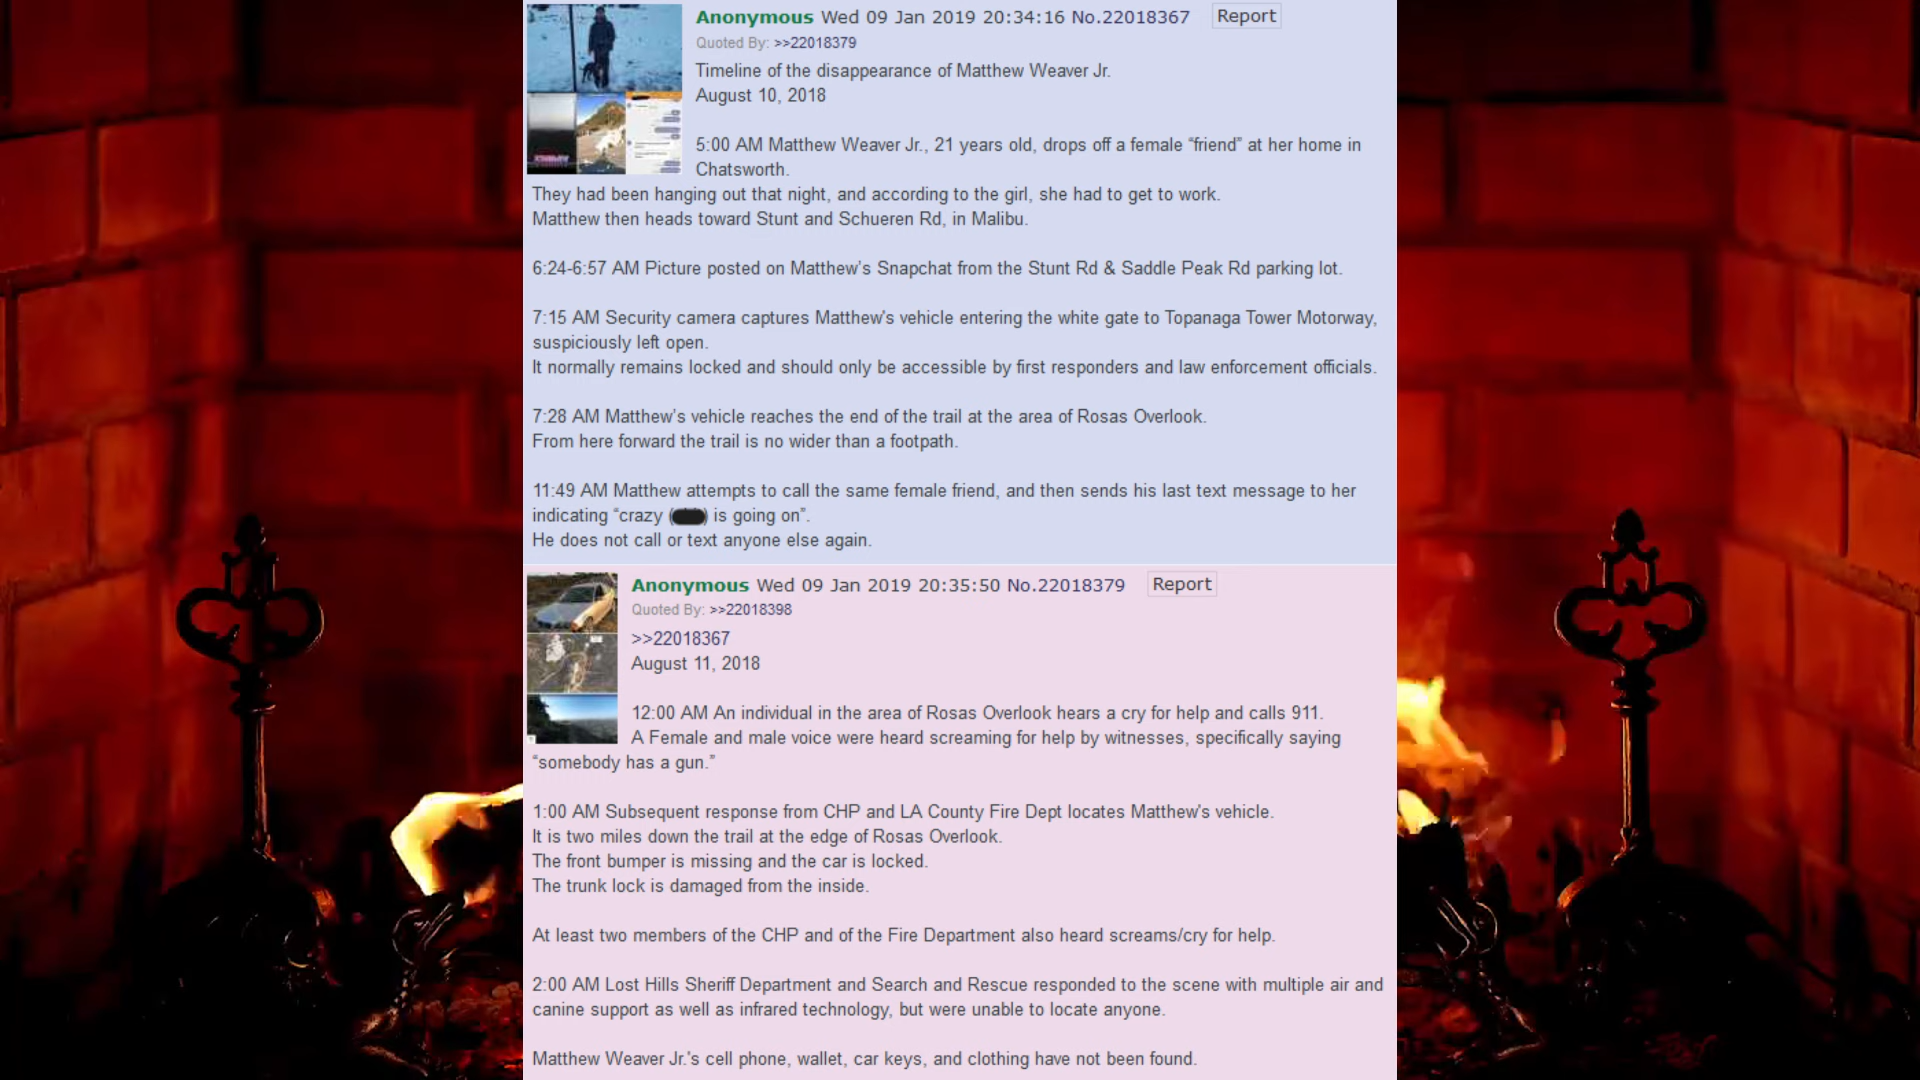 Anonymous Wed 09 Jan 2019 20:34:16 No.22018367 Report
Quoted By: >>22018379
Timeline of the disappearance of Matthew Weaver Jr.
August 10, 2018
5:00 AM Matthew Weaver Jr., 21 years old, drops off a female “friend” at her home in
Chatsworth.
They had been hanging out that night, and according to the girl, she had to get to work.
Matthew then heads toward Stunt and Schueren Rd, in Malibu.
6:24-6:57 AM Picture posted on Matthew’s Snapchat from the Stunt Rd & Saddle Peak Rd parking lot.
7:15 AM Security camera captures Matthew's vehicle entering the white gate to Topanaga Tower Motorway,
suspiciously left open.
It normally remains locked and should only be accessible by first responders and law enforcement officials.
7:28 AM Matthew’s vehicle reaches the end of the trail at the area of Rosas Overlook.
From here forward the trail is no wider than a footpath.
11:49 AM Matthew attempts to call the same female friend, and then sends his last text message to her
indicating “crazy ( ) is going on”.
He does not call or text anyone else again.
Anonymous Wed 09 Jan 2019 20:35:50 No.22018379 Report
Quoted By: >>22018398
>>22018367
August 11, 2018
12:00 AM An individual in the area of Rosas Overlook hears a cry for help and calls 911.
A Female and male voice were heard screaming for help by witnesses, specifically saying
“somebody has a gun.”
1:00 AM Subsequent response from CHP and LA County Fire Dept locates Matthew's vehicle.
It is two miles down the trail at the edge of Rosas Overlook.
The front bumper is missing and the car is locked.
The trunk lock is damaged from the inside.
At least two members of the CHP and of the Fire Department also heard screams/cry for help.
2:00 AM Lost Hills Sheriff Department and Search and Rescue responded to the scene with multiple air and
canine support as well as infrared technology, but were unable to locate anyone.
Matthew Weaver Jr.'s cell phone, wallet, car keys, and clothing have not been found.